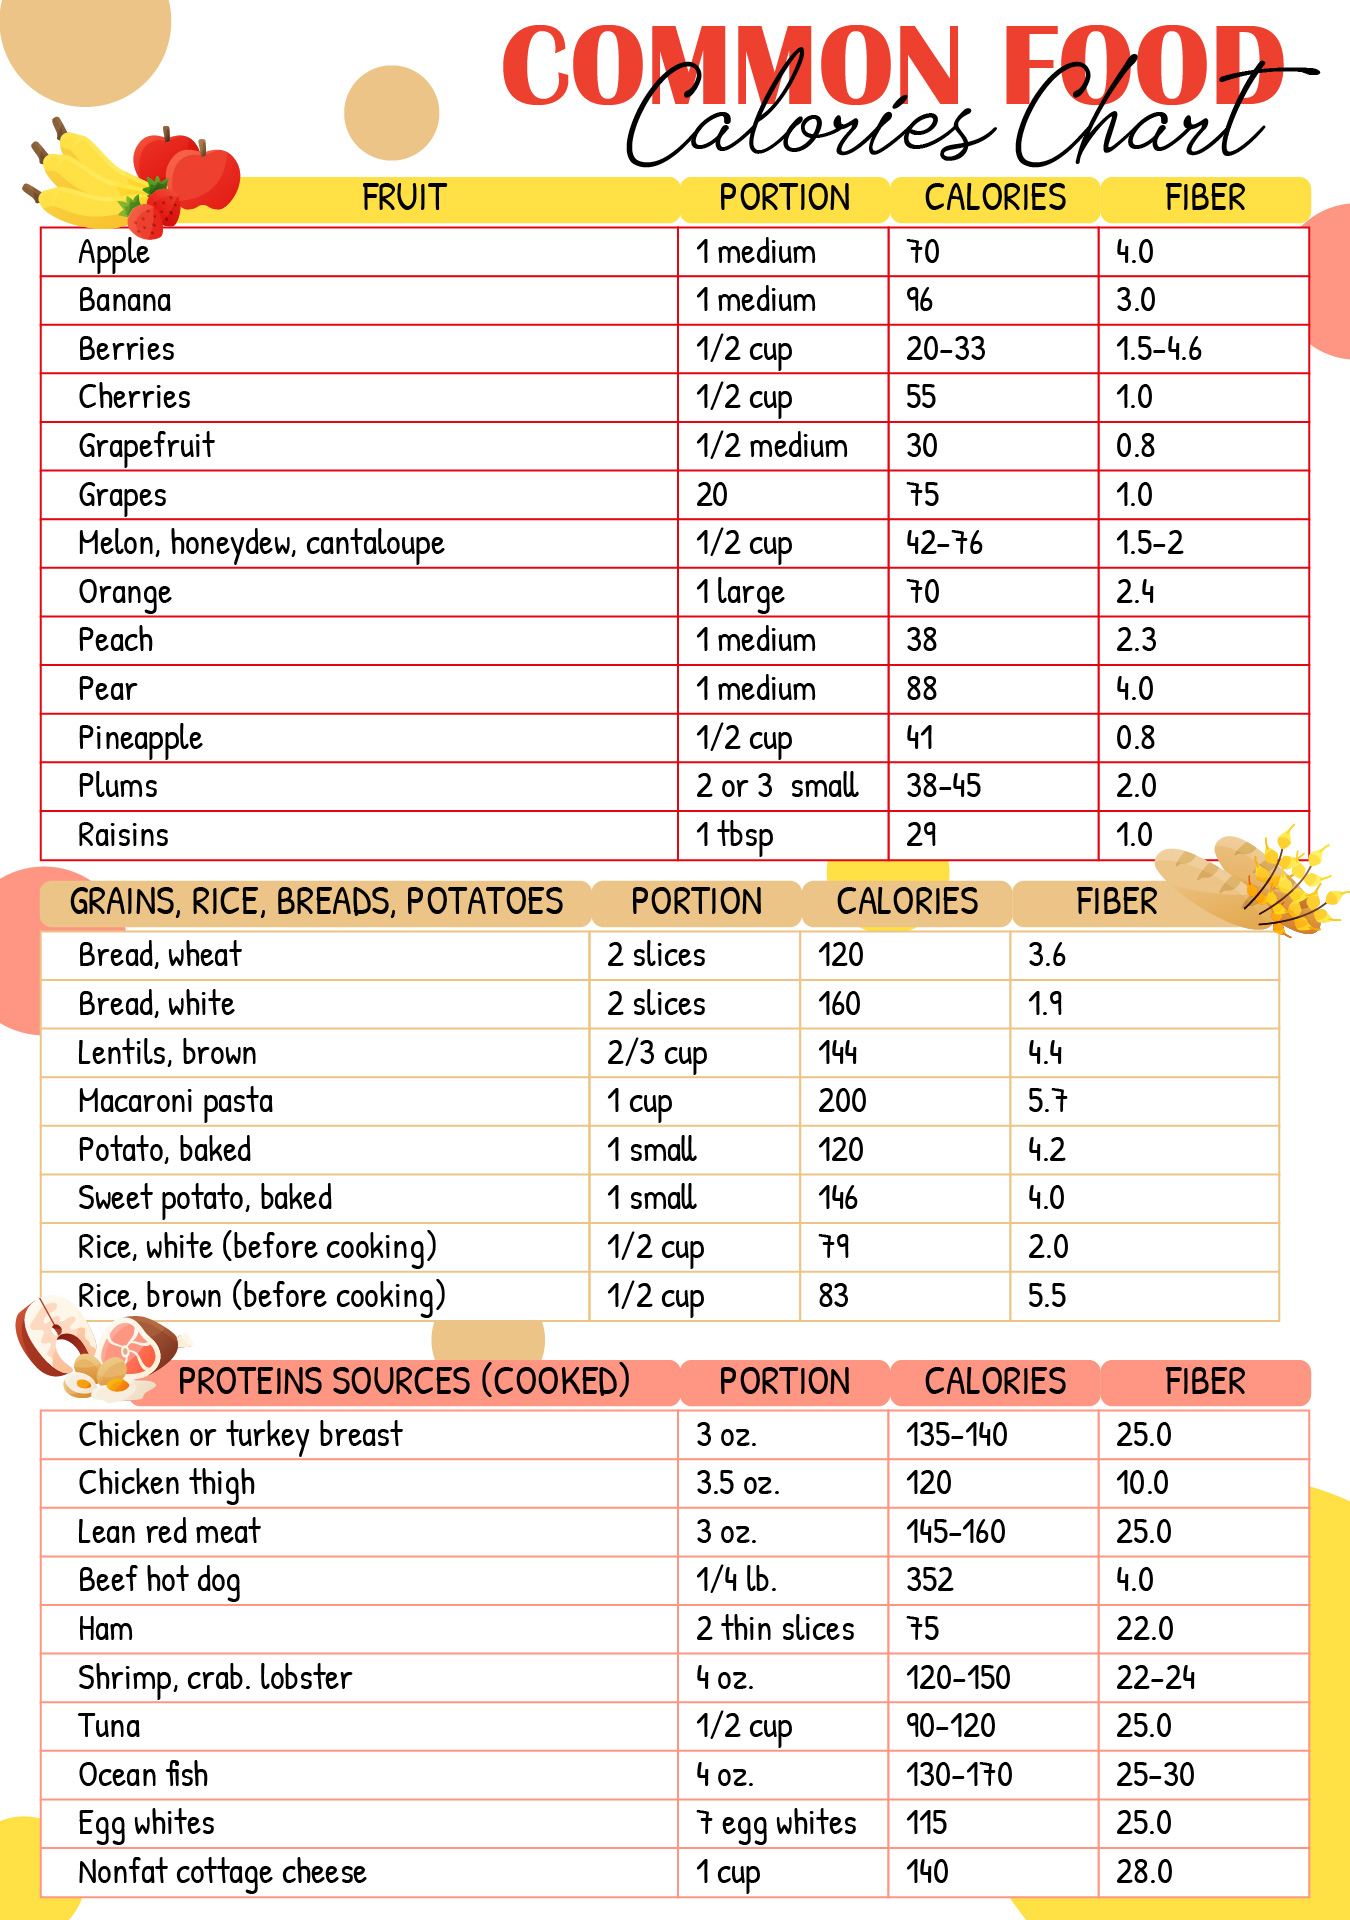 COMMON FOOD
Calories Chart
FRUIT PORTION CALORIES FIBER
Apple 1 medium 70 4.0
Banana 1 medium 96 3.0
Berries 1/2 cup 20-33 1.5-4.6
Cherries 1/2 cup 55 1.0
Grapefruit 1/2 medium 30 0.8
Grapes 20 75 1.0
Melon, honeydew, cantaloupe 1/2 cup 42-76 1.5-2
Orange 1 large 70 2.4
Peach 1 medium 38 2.3
Pear 1 medium 88 4.0
Pineapple 1/2 cup 41 0.8
Plums 2 or 3 small 38-45 2.0
Raisins 1 tbsp 29 1.0
GRAINS, RICE, BREADS, POTATOES PORTION CALORIES FIBER
Bread, wheat 2 slices 120 3.6
Bread, white 2 slices 160 1.9
Lentils, brown 2/3 cup 144 4.4
Macaroni pasta 1 cup 200 5.7
Potato, baked 1 small 120 4.2
Sweet potato, baked 1 small 146 4.0
Rice, white (before cooking) 1/2 cup 79 2.0
Rice, brown (before cooking) 1/2 cup 83 5.5
PROTEINS SOURCES (COOKED) PORTION CALORIES FIBER
Chicken or turkey breast 3 oz. 135-140 25.0
Chicken thigh 3.5 oz. 120 10.0
Lean red meat 3 oz. 145-160 25.0
Beef hot dog 1/4 lb. 352 4.0
Ham 2 thin slices 75 22.0
Shrimp, crab. lobster 4 oz. 120-150 22-24
Tuna 1/2 cup 90-120 25.0
Ocean fish 4 oz. 130-170 25-30
Egg whites 7 egg whites 115 25.0
Nonfat cottage cheese 1 cup 140 28.0